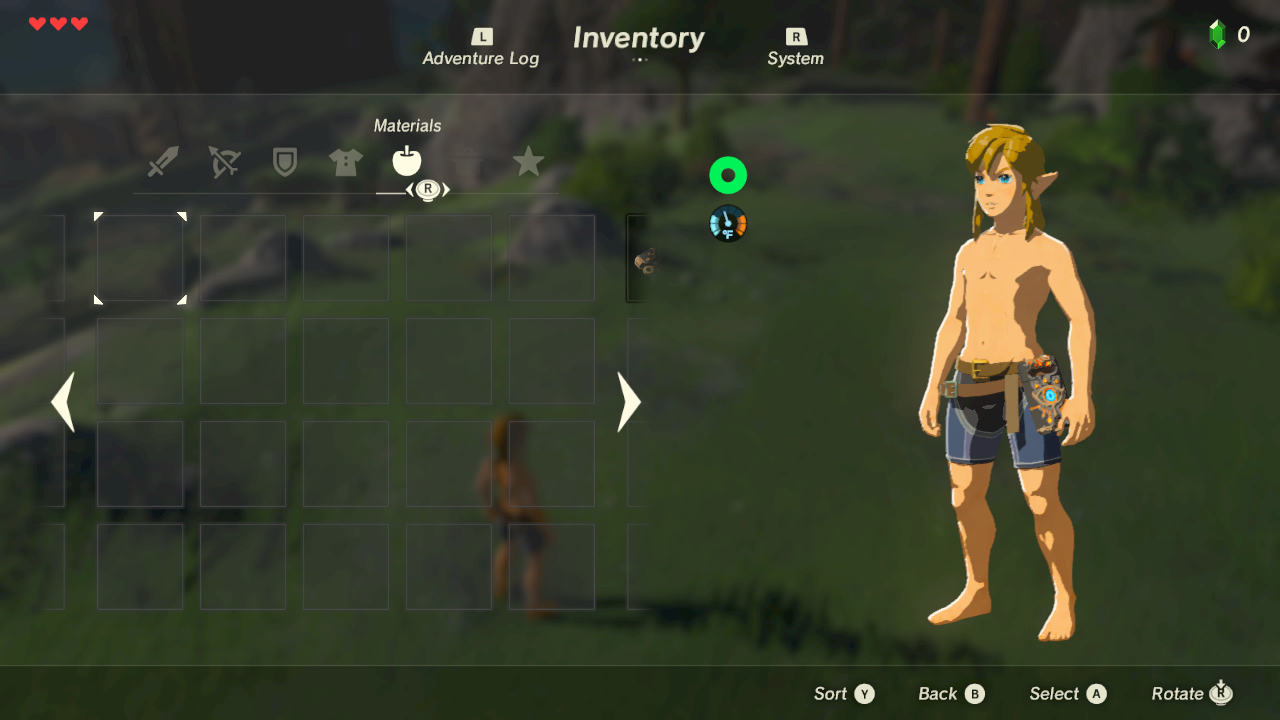 L
Adventure Log
Inventory
R
System
0
Materials
R
°F
Sort Y
Back B
Select A
Rotate R